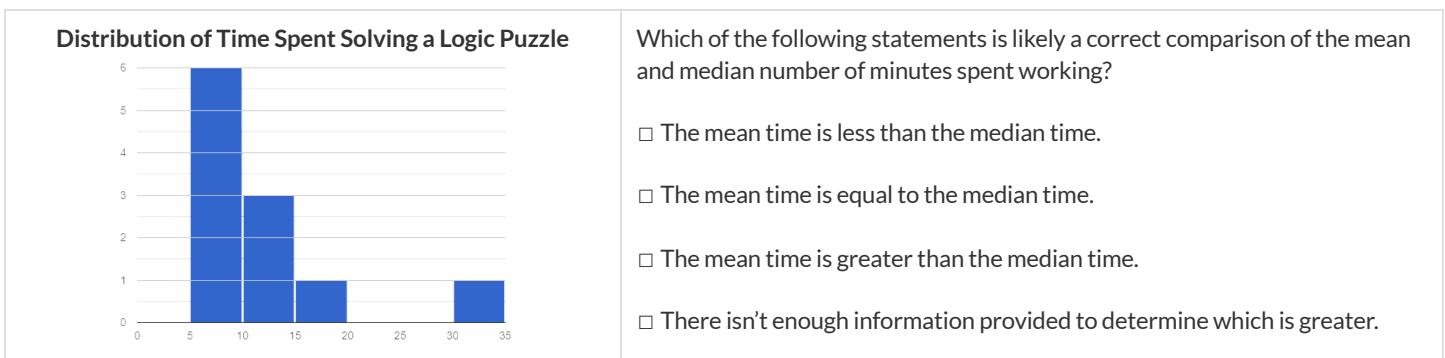 Distribution of Time Spent Solving a Logic Puzzle
6
5
4
3
2
1
0
0 5 10 15 20 25 30 35
Which of the following statements is likely a correct comparison of the mean
and median number of minutes spent working?
□ The mean time is less than the median time.
□ The mean time is equal to the median time.
□ The mean time is greater than the median time.
□ There isn’t enough information provided to determine which is greater.